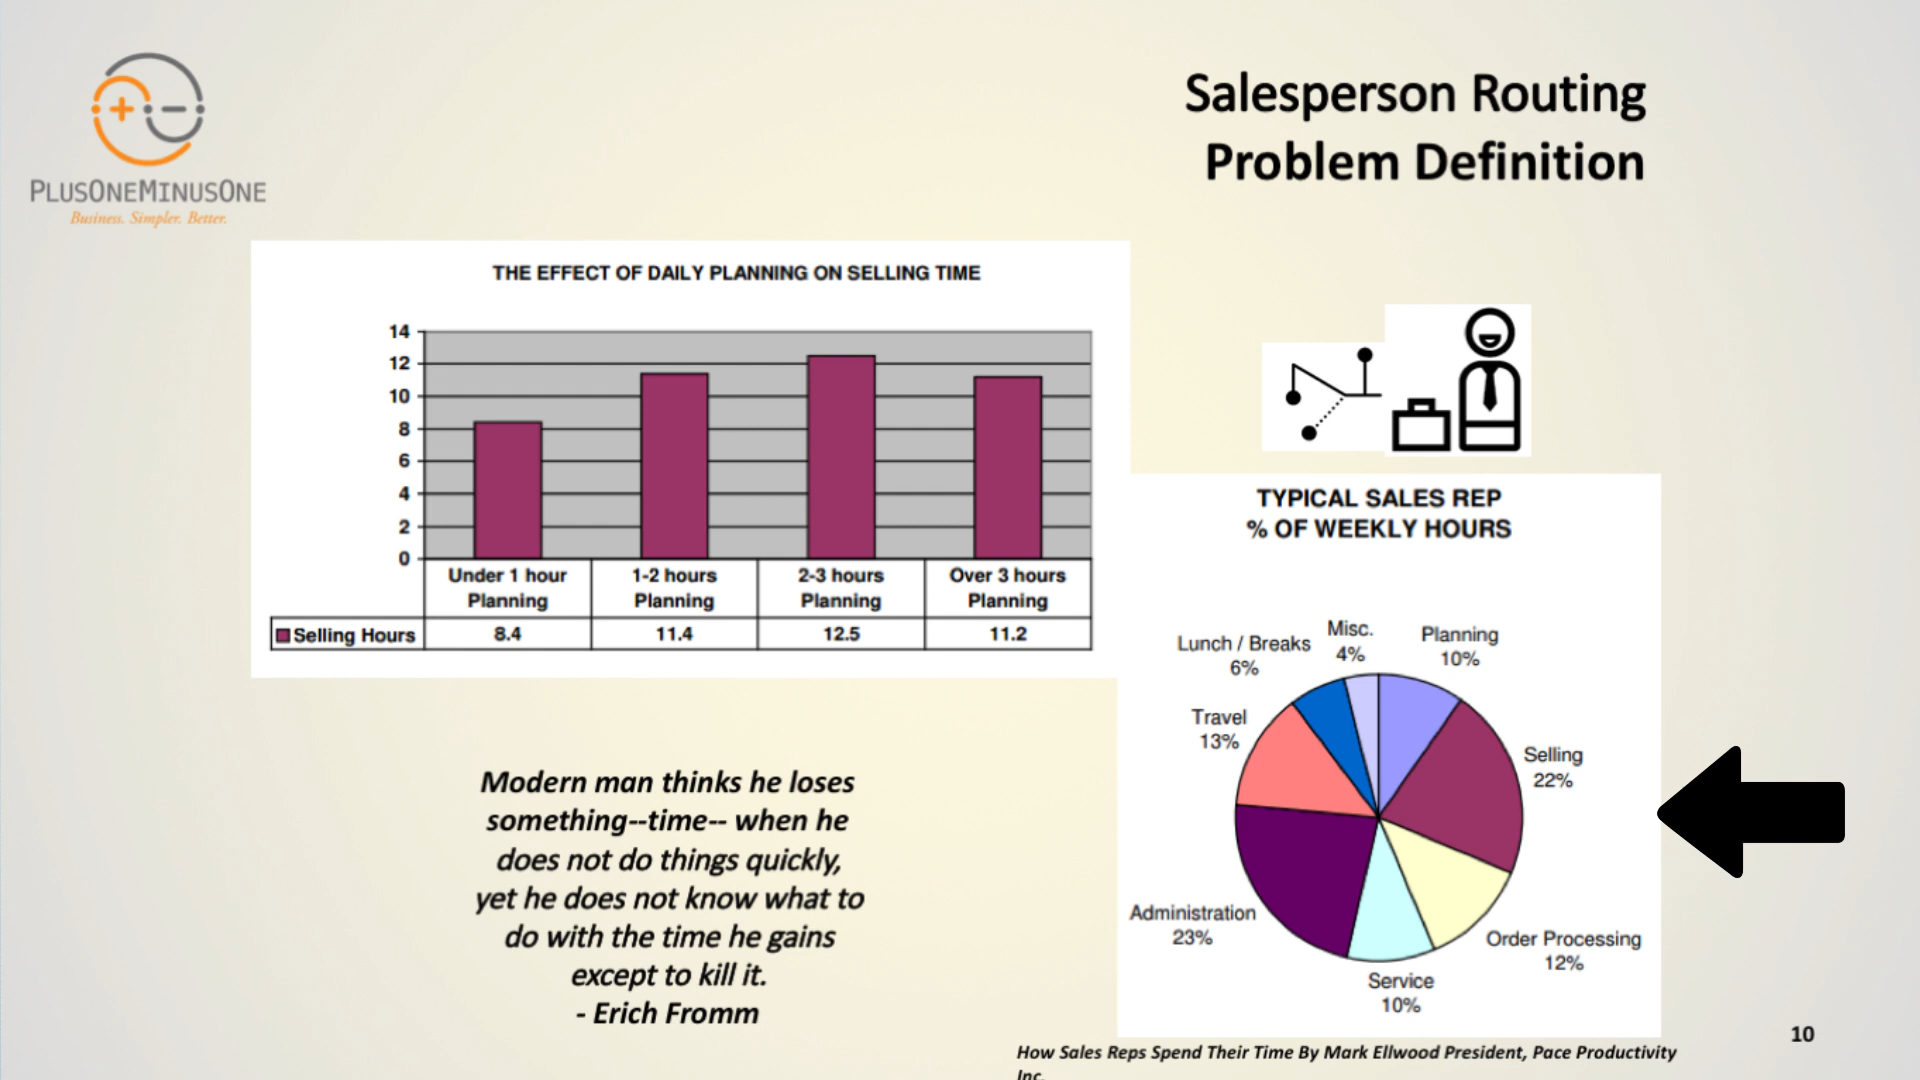 PLUSONEMINUSONE
Business. Simpler. Better.
Salesperson Routing
Problem Definition
THE EFFECT OF DAILY PLANNING ON SELLING TIME
14
12
10
8
6
4
2
0
Under 1 hour Planning
1-2 hours Planning
2-3 hours Planning
Over 3 hours Planning
Selling Hours 8.4 11.4 12.5 11.2
TYPICAL SALES REP
% OF WEEKLY HOURS
Misc.
4%
Planning
10%
Lunch / Breaks
6%
Travel
13%
Selling
22%
Administration
23%
Order Processing
12%
Service
10%
Modern man thinks he loses
something--time-- when he
does not do things quickly,
yet he does not know what to
do with the time he gains
except to kill it.
- Erich Fromm
How Sales Reps Spend Their Time By Mark Ellwood President, Pace Productivity
Inc.
10